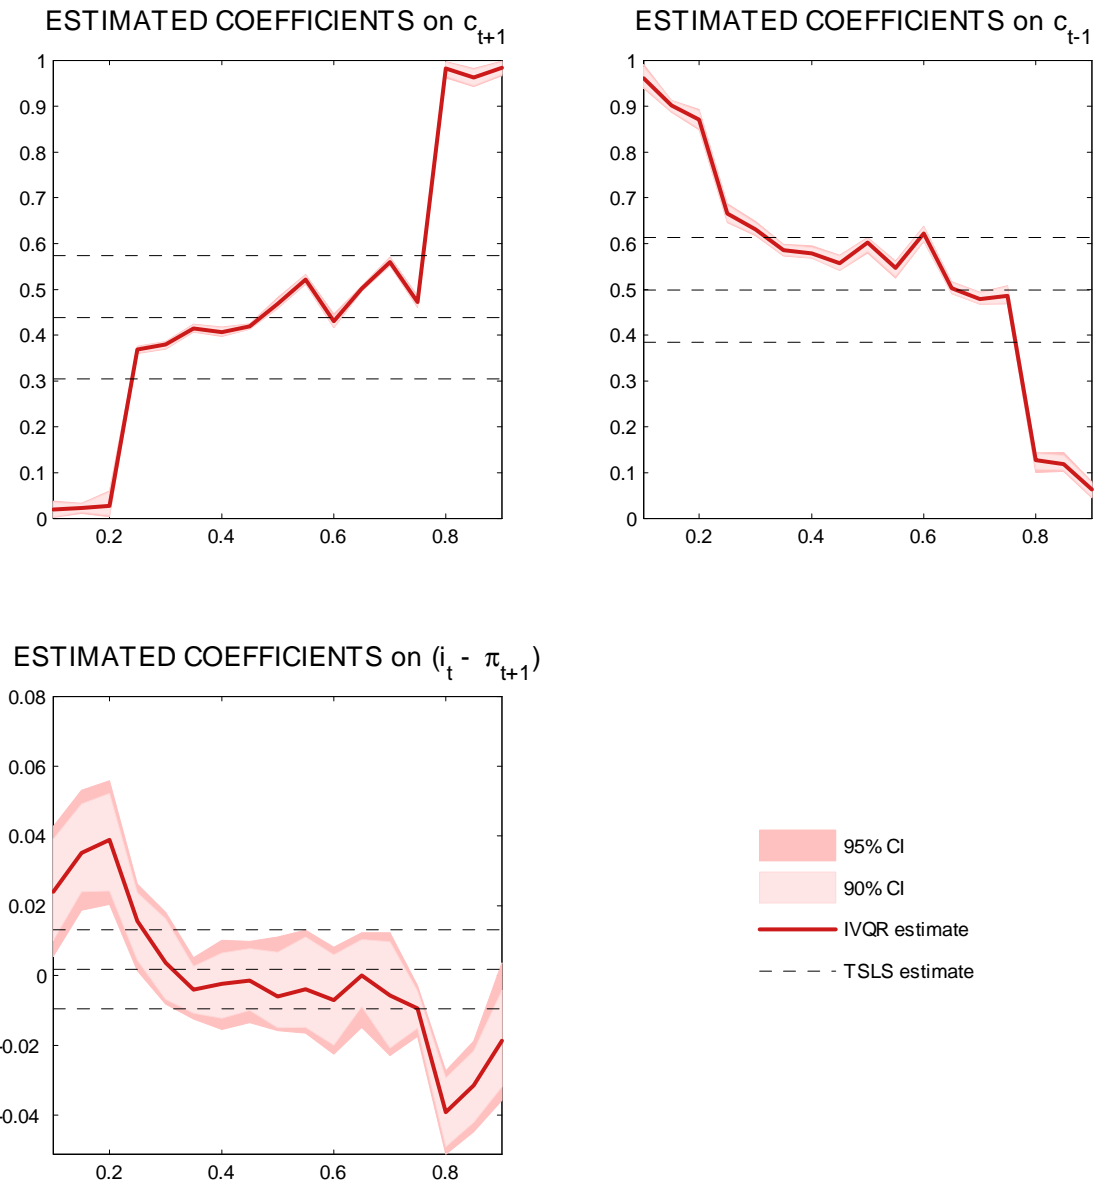 ESTIMATED COEFFICIENTS on c_{t+1}
1
0.9
0.8
0.7
0.6
0.5
0.4
0.3
0.2
0.1
0
0.2 0.4 0.6 0.8
ESTIMATED COEFFICIENTS on c_{t-1}
1
0.9
0.8
0.7
0.6
0.5
0.4
0.3
0.2
0.1
0
0.2 0.4 0.6 0.8
ESTIMATED COEFFICIENTS on (i_t - π_{t+1})
0.08
0.06
0.04
0.02
0
-0.02
-0.04
0.2 0.4 0.6 0.8
95% CI
90% CI
IVQR estimate
TSLS estimate